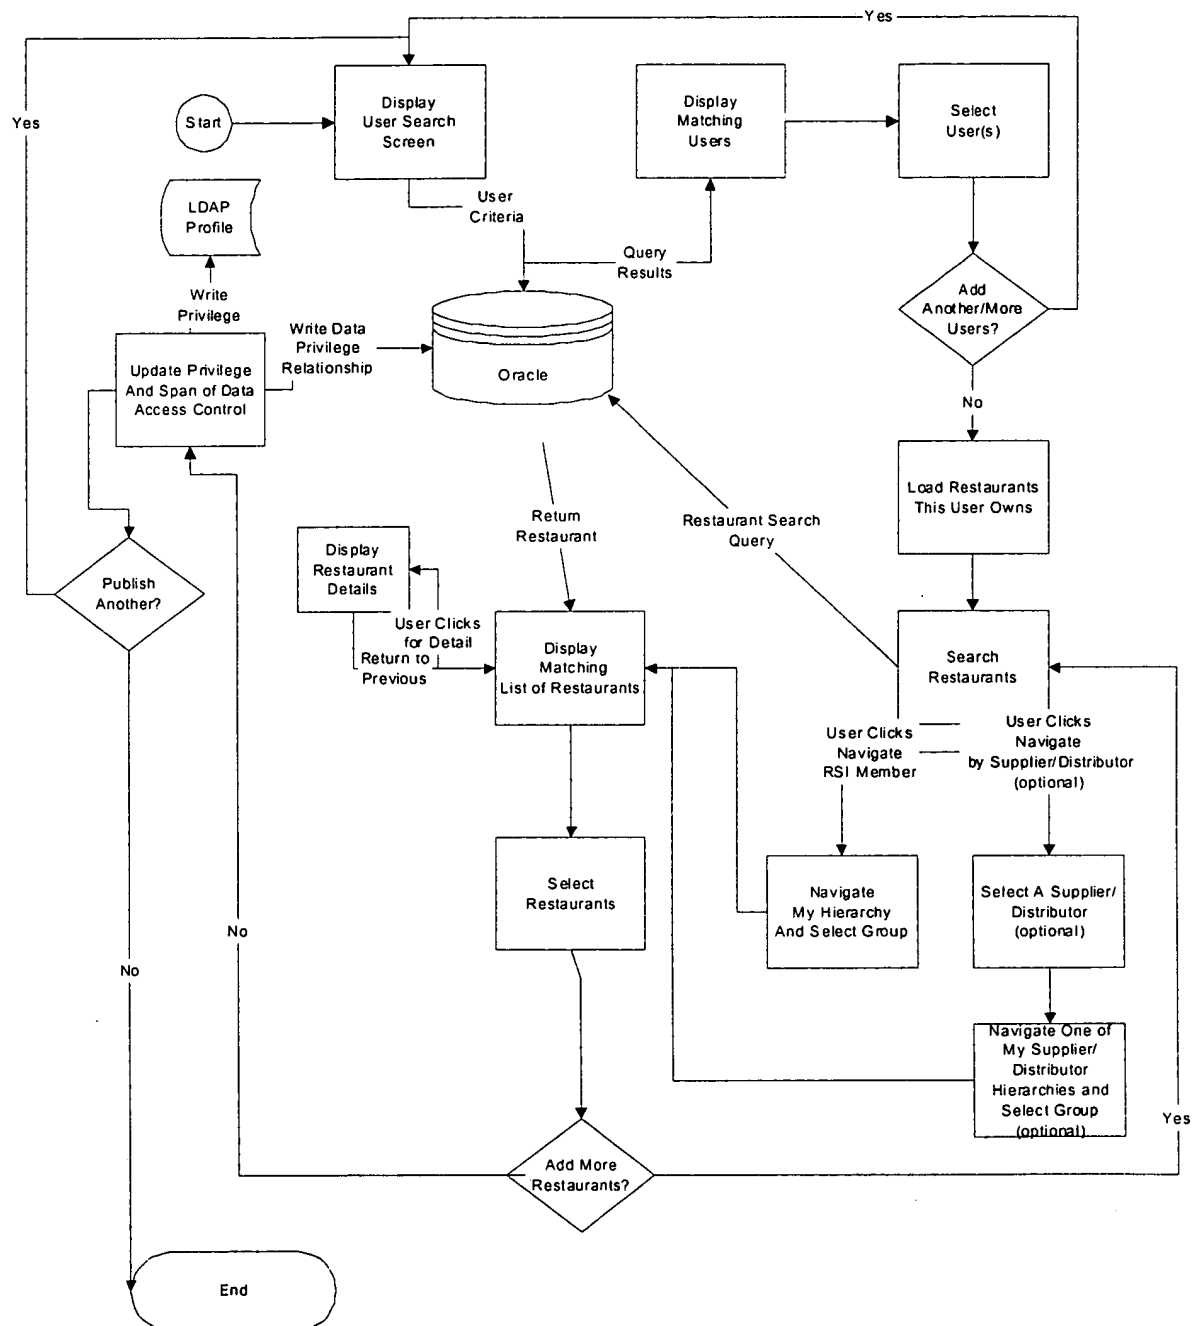 Yes
Yes
Start
Display
User Search
Screen
Display
Matching
Users
Select
User(s)
LDAP
Profile
User
Criteria
Query
Results
Write
Privilege
Write Data
Privilege
Relationship
Add
Another/More
Users?
Update Privilege
And Span of Data
Access Control
Oracle
No
Load Restaurants
This User Owns
Return
Restaurant
Restaurant Search
Query
Display
Restaurant
Details
Publish
Another?
User Clicks
for Detail
Return to
Previous
Display
Matching
List of Restaurants
Search
Restaurants
User Clicks
Navigate
RSI Member
User Clicks
Navigate
by Supplier/Distributor
(optional)
Select
Restaurants
Navigate
My Hierarchy
And Select Group
Select A Supplier/
Distributor
(optional)
No
No
Navigate One of
My Supplier/
Distributor
Hierarchies and
Select Group
(optional)
Yes
Add More
Restaurants?
End